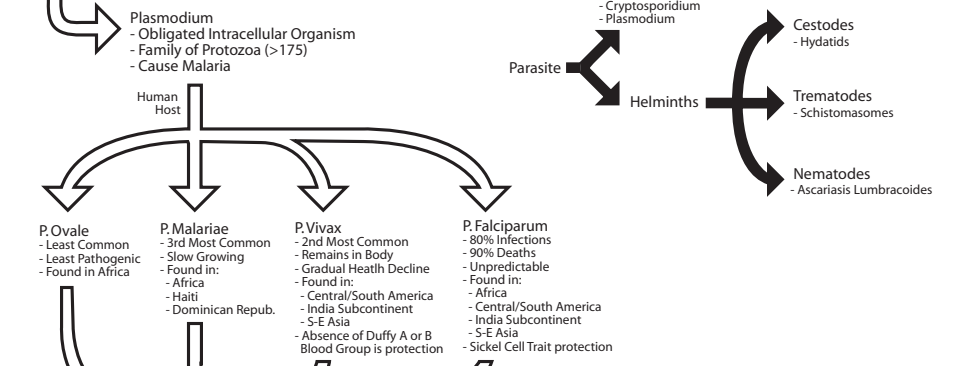 Plasmodium
- Obligated Intracellular Organism
- Family of Protozoa (>175)
- Cause Malaria
Human
Host
P. Ovale
- Least Common
- Least Pathogenic
- Found in Africa
P. Malariae
- 3rd Most Common
- Slow Growing
- Found in:
- Africa
- Haiti
- Dominican Repub.
P. Vivax
- 2nd Most Common
- Remains in Body
- Gradual Heatlh Decline
- Found in:
- Central/South America
- India Subcontinent
- S-E Asia
- Absence of Duffy A or B
Blood Group is protection
P. Falciparum
- 80% Infections
- 90% Deaths
- Unpredictable
- Found in:
- Africa
- Central/South America
- India Subcontinent
- S-E Asia
- Sickel Cell Trait protection
- Cryptosporidium
- Plasmodium
Parasite
Helminths
Cestodes
- Hydatids
Trematodes
- Schistomasomes
Nematodes
- Ascariasis Lumbracoides